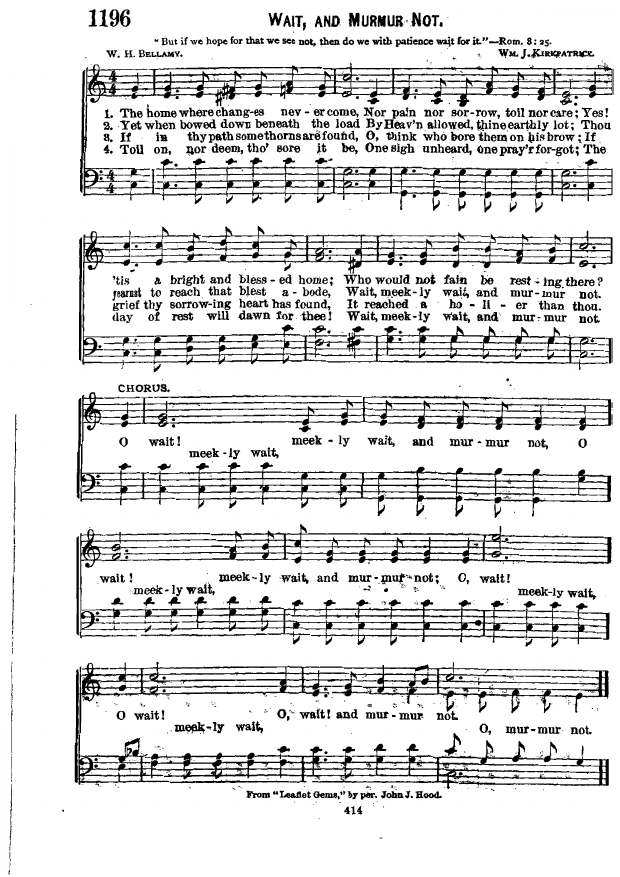 1196
WAIT, AND MURMUR NOT.
"But if we hope for that we see not, then do we with patience wait for it."—Rom. 8: 25.
W. H. BELLAMY. WM. J. KIRKPATRICK.
1. The home where chang-es nev-er come, Nor pain nor sor-row, toil nor care; Yes!
2. Yet when bowed down beneath the load By Heav'n allowed, thine earthly lot; Thou
3. If in thy path some thorns are found, O, think who bore them on his brow; If
4. Toil on, nor deem, tho' sore it be, One sigh unheard, one pray'r for-got; The
'tis a bright and bless-ed home; Who would not fain be rest-ing there?
yearnst to reach that blest a-bode, Wait, meek-ly wait, and mur-mur not.
grief thy sorrow-ing heart has found, It reached a ho-li-er than thou.
day of rest will dawn for thee! Wait, meek-ly wait, and mur-mur not.
CHORUS.
O wait! meek-ly wait, and mur-mur not, O
meek-ly wait,
wait! meek-ly wait, and mur-mur not; O, wait!
meek-ly wait, meek-ly wait,
O wait! O, wait! and mur-mur not.
meek-ly wait, O, mur-mur not.
From "Leaflet Gems," by per. John J. Hood.
414